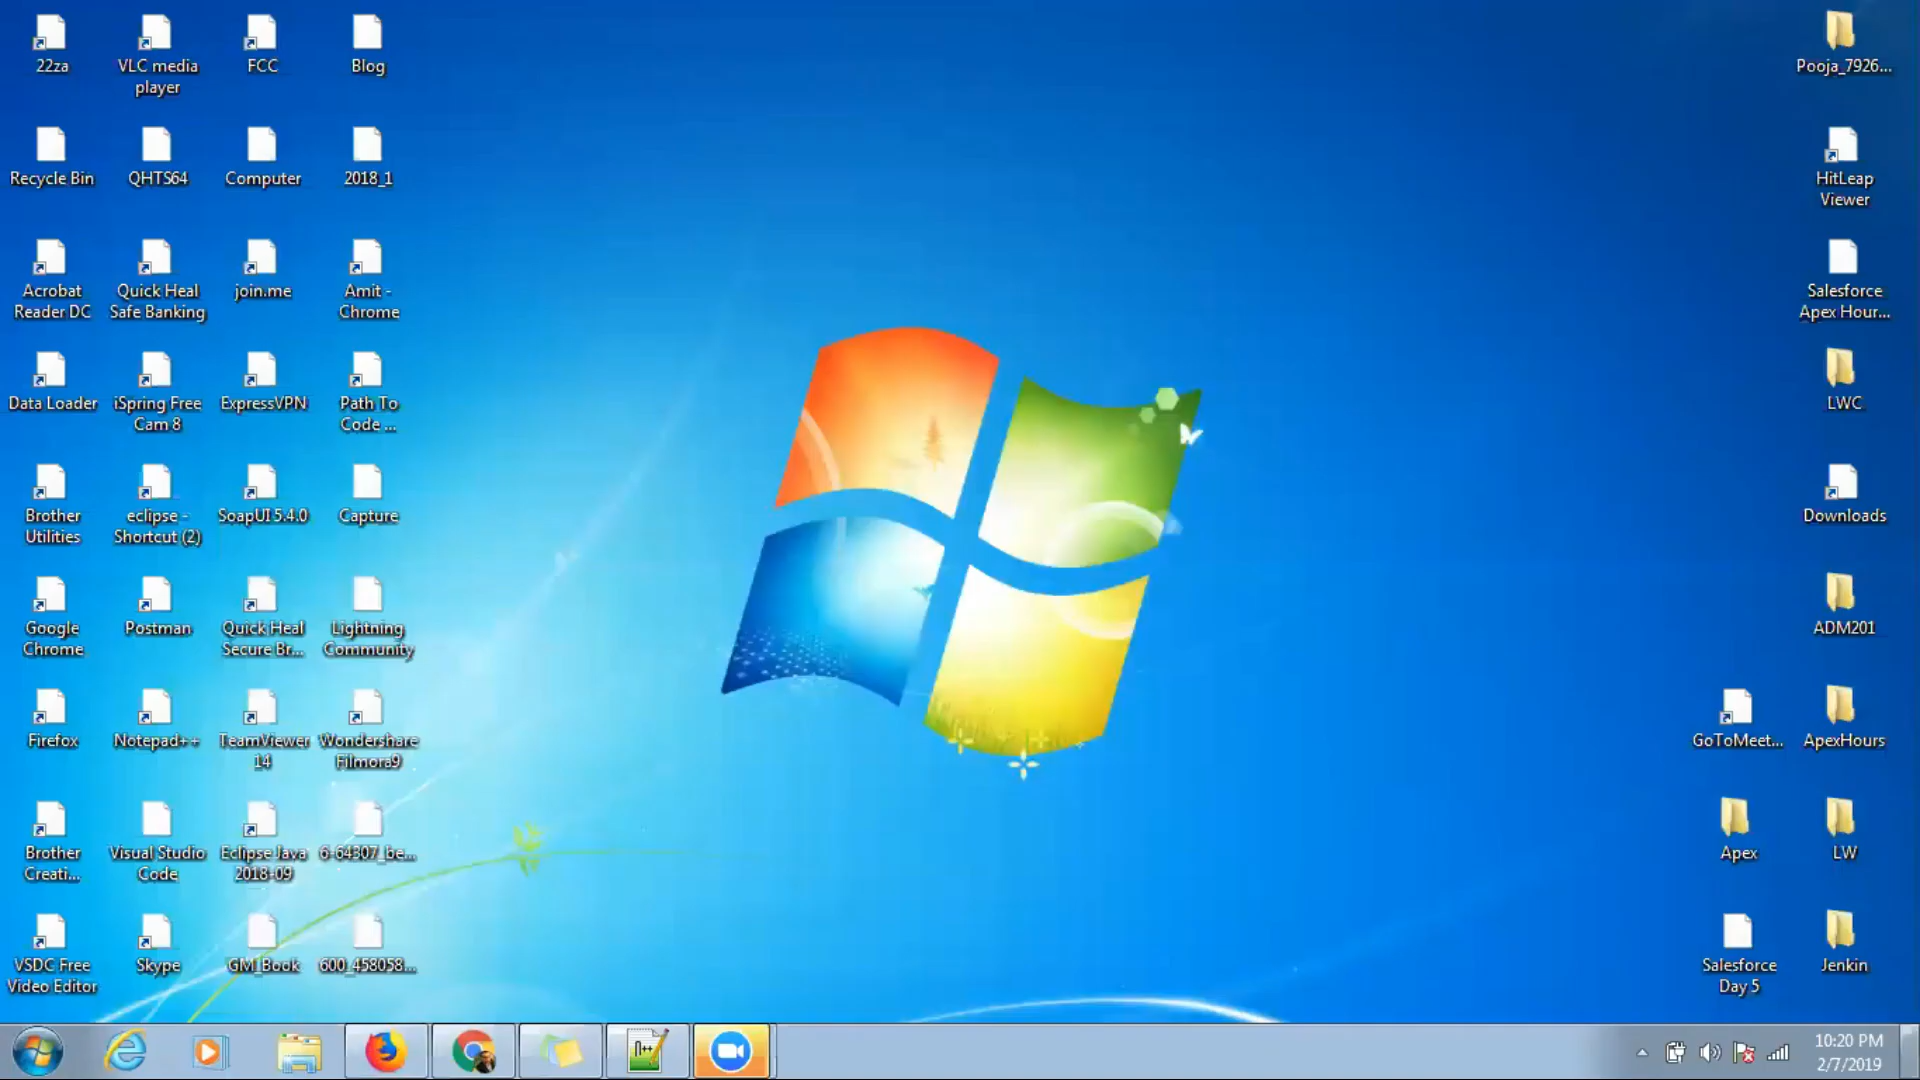 22za
VLC media
player
FCC
Blog
Pooja_7926...
Recycle Bin
QHTS64
Computer
2018_1
HitLeap
Viewer
Acrobat
Reader DC
Quick Heal
Safe Banking
join.me
Amit -
Chrome
Salesforce
Apex Hour...
Data Loader
iSpring Free
Cam 8
ExpressVPN
Path To
Code ...
LWC
Brother
Utilities
eclipse -
Shortcut (2)
SoapUI 5.4.0
Capture
Downloads
Google
Chrome
Postman
Quick Heal
Secure Br...
Lightning
Community
ADM201
Firefox
Notepad++
TeamViewer
14
Wondershare
Filmora9
GoToMeet...
ApexHours
Brother
Creati...
Visual Studio
Code
Eclipse Java
2018-09
6-64307_be...
Apex
LW
VSDC Free
Video Editor
Skype
GM_Book
600_458058...
Salesforce
Day 5
Jenkin
10:20 PM
2/7/2019